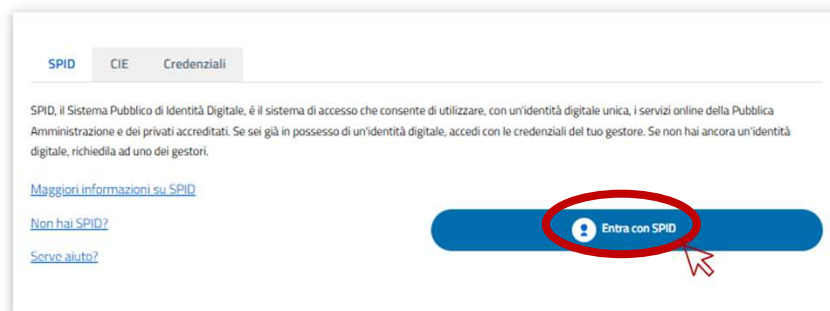 SPID CIE Credenziali
SPID, il Sistema Pubblico di Identità Digitale, é il sistema di accesso che consente di utilizzare, con un'identità digitale unica, i servizi online della Pubblica
Amministrazione e dei privati accreditati. Se sei già in possesso di un'identità digitale, accedi con le credenziali del tuo gestore. Se non hai ancora un'identità
digitale, richiedila ad uno dei gestori.
Maggiori informazioni su SPID
Non hai SPID?
Entra con SPID
Serve aiuto?